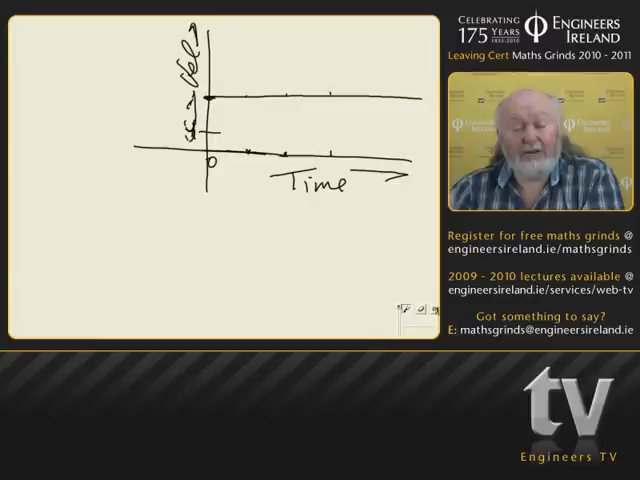 CELEBRATING
175 YEARS
1835-2010
ENGINEERS
IRELAND
Leaving Cert Maths Grinds 2010 - 2011
Vel
0
Time
Register for free maths grinds @
engineersireland.ie/mathsgrinds
2009 - 2010 lectures available @
engineersireland.ie/services/web-tv
Got something to say?
E: mathsgrinds@engineersireland.ie
tv
Engineers TV